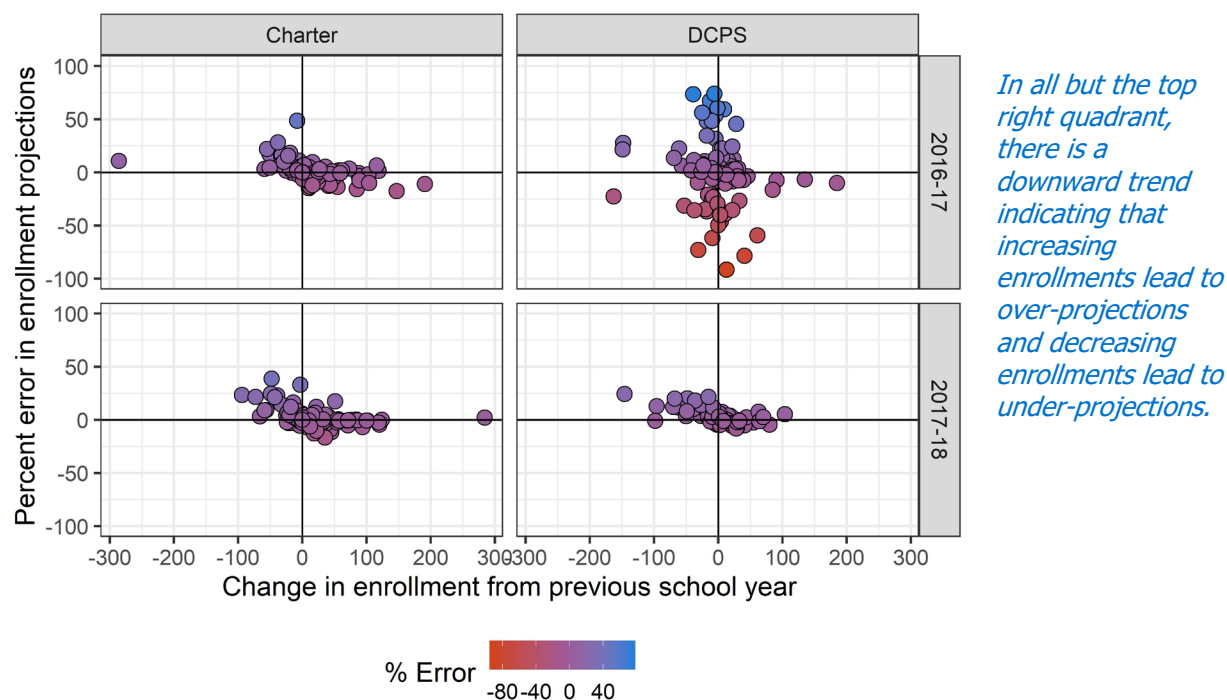 Charter
DCPS
Percent error in enrollment projections
100
50
0
-50
-100
2016-17
100
50
0
-50
-100
2017-18
-300 -200 -100 0 100 200 300
-300 -200 -100 0 100 200 300
Change in enrollment from previous school year
% Error
-80 -40 0 40
In all but the top
right quadrant,
there is a
downward trend
indicating that
increasing
enrollments lead to
over-projections
and decreasing
enrollments lead to
under-projections.